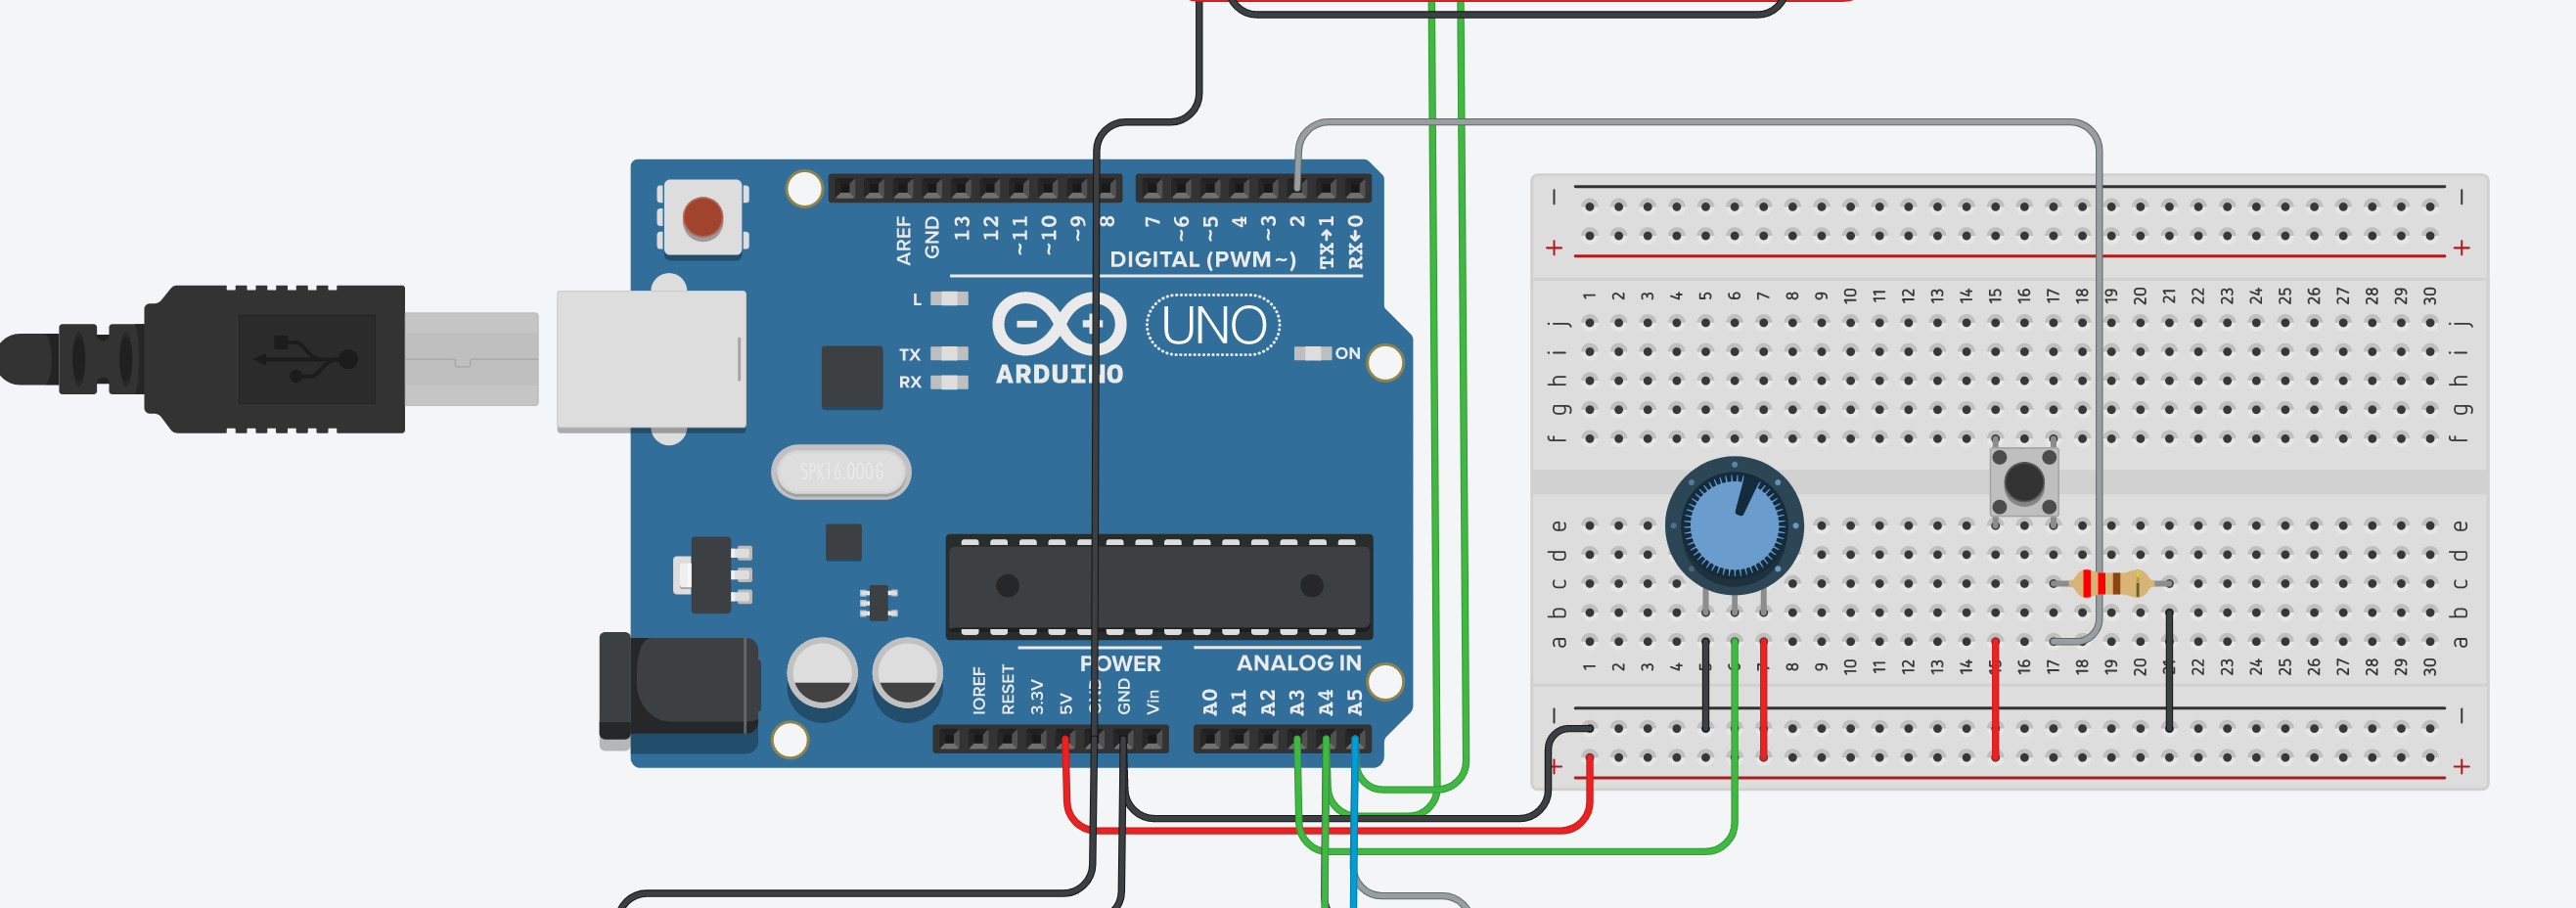 AREF GND 13 12 ~11 ~10 ~9 8 7 ~6 ~5 4 ~3 2 TX→1 RX←0
DIGITAL (PWM~)
L
TX
RX
UNO
ON
ARDUINO
SPK16.000G
POWER
ANALOG IN
IOREF RESET 3.3V 5V GND GND Vin A0 A1 A2 A3 A4 A5
− −
+ +
1 2 3 4 5 6 7 8 9 10 11 12 13 14 15 16 17 18 19 20 21 22 23 24 25 26 27 28 29 30
j j
i i
h h
g g
f f
e e
d d
c c
b b
a a
1 2 3 4 5 6 7 8 9 10 11 12 13 14 15 16 17 18 19 20 21 22 23 24 25 26 27 28 29 30
− −
+ +